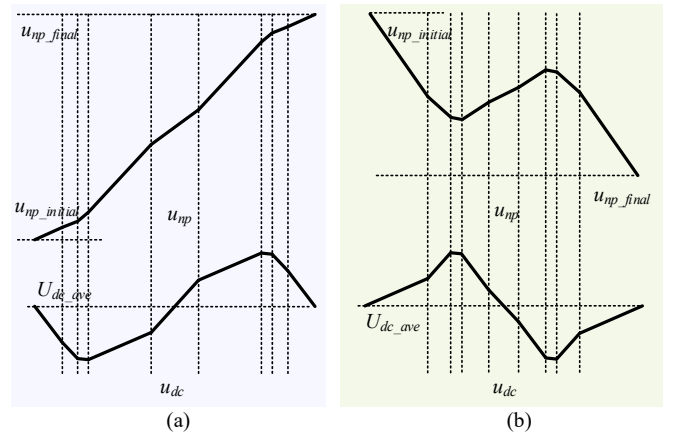 u_np_final
u_np_initial
u_np
U_dc_ave
u_dc
(a)
u_np_initial
u_np_final
u_np
U_dc_ave
u_dc
(b)